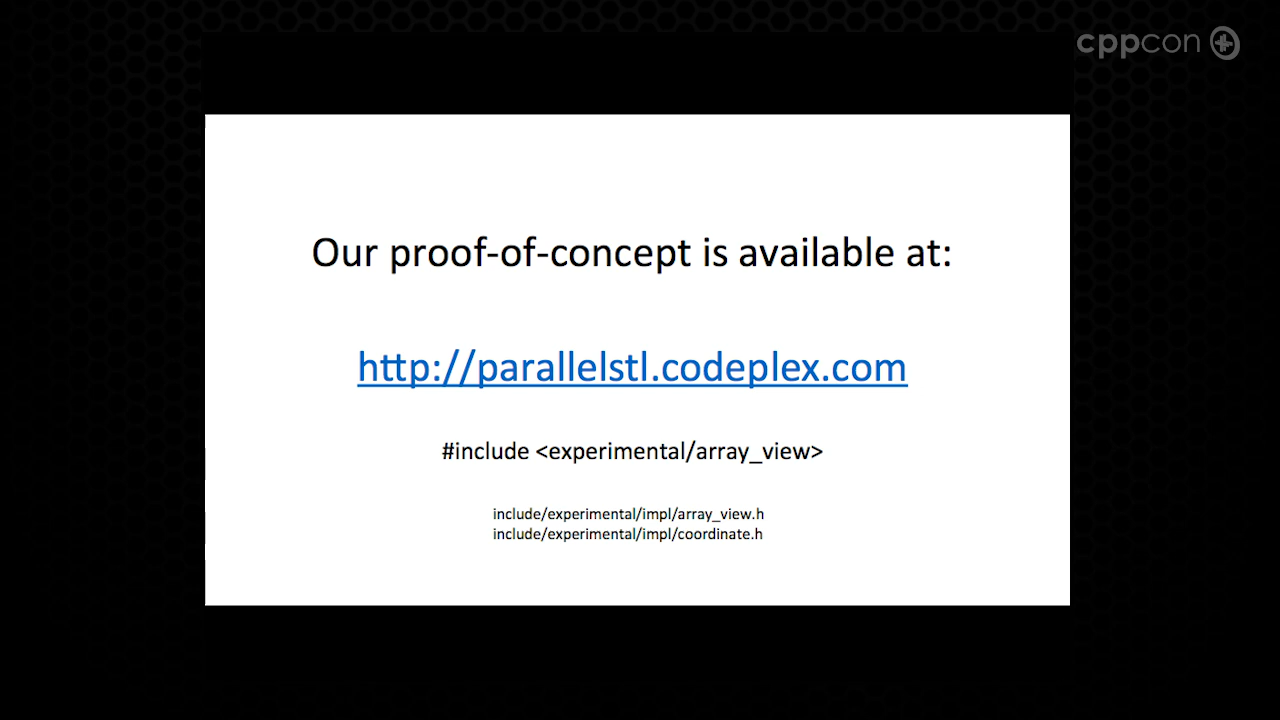 cppcon
Our proof-of-concept is available at:
http://parallelstl.codeplex.com
#include <experimental/array_view>
include/experimental/impl/array_view.h
include/experimental/impl/coordinate.h